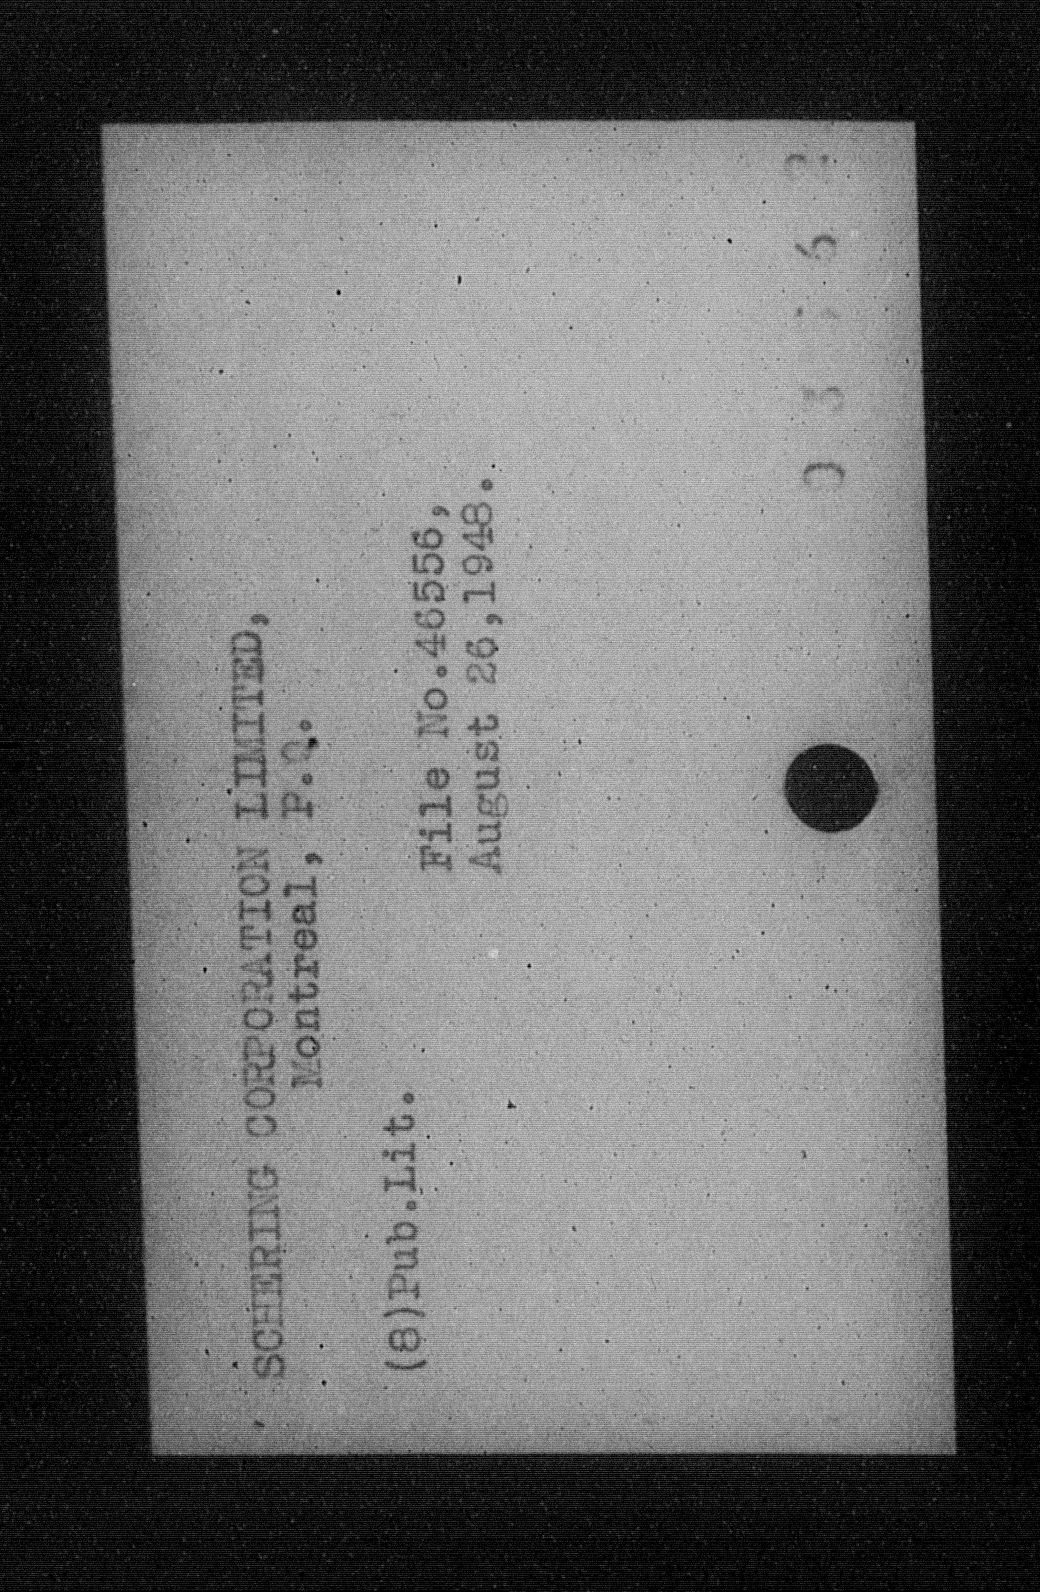 SCHERING CORPORATION LIMITED,
Montreal, P.Q.
(8)Pub.Lit.
File No.46556,
August 26,1948.